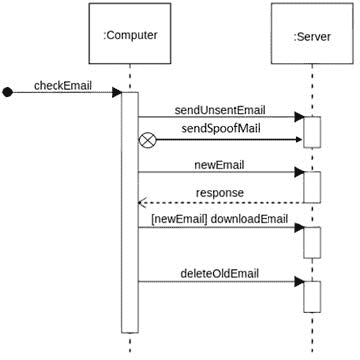 :Computer
:Server
checkEmail
sendUnsentEmail
sendSpoofMail
newEmail
response
[newEmail] downloadEmail
deleteOldEmail